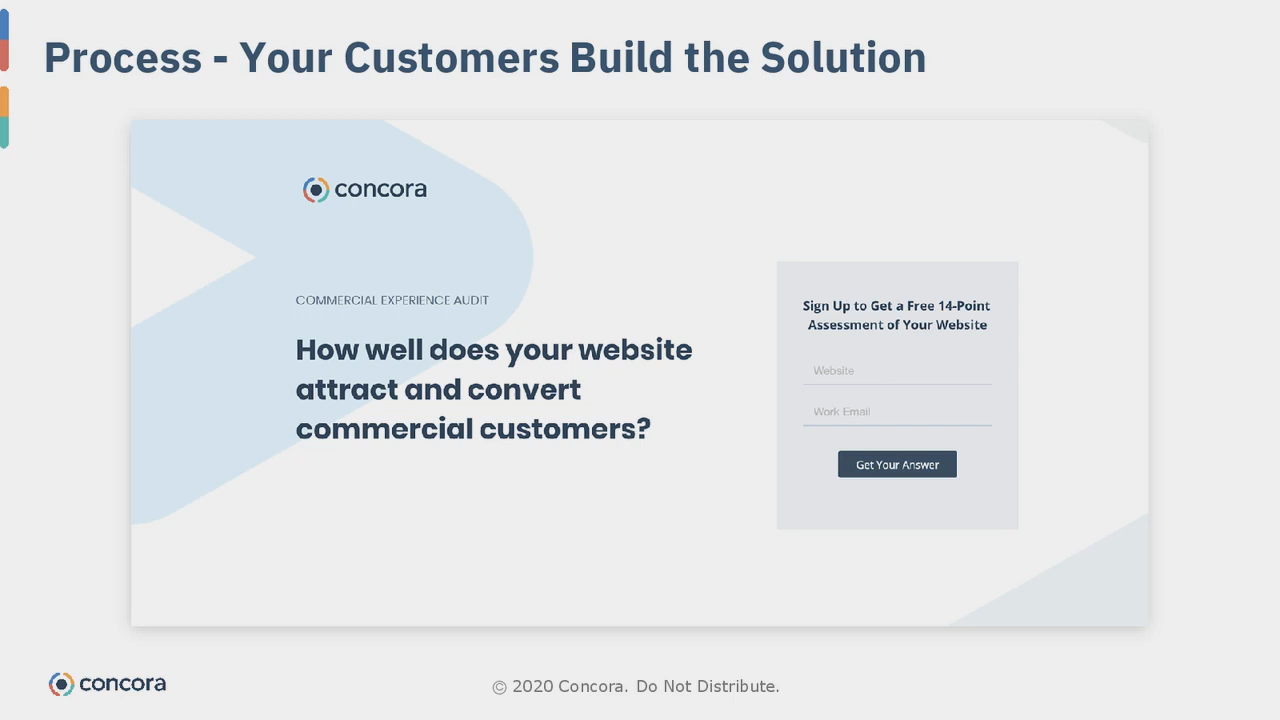 Process - Your Customers Build the Solution
concora
COMMERCIAL EXPERIENCE AUDIT
How well does your website
attract and convert
commercial customers?
Sign Up to Get a Free 14-Point
Assessment of Your Website
Website
Work Email
Get Your Answer
concora
© 2020 Concora. Do Not Distribute.